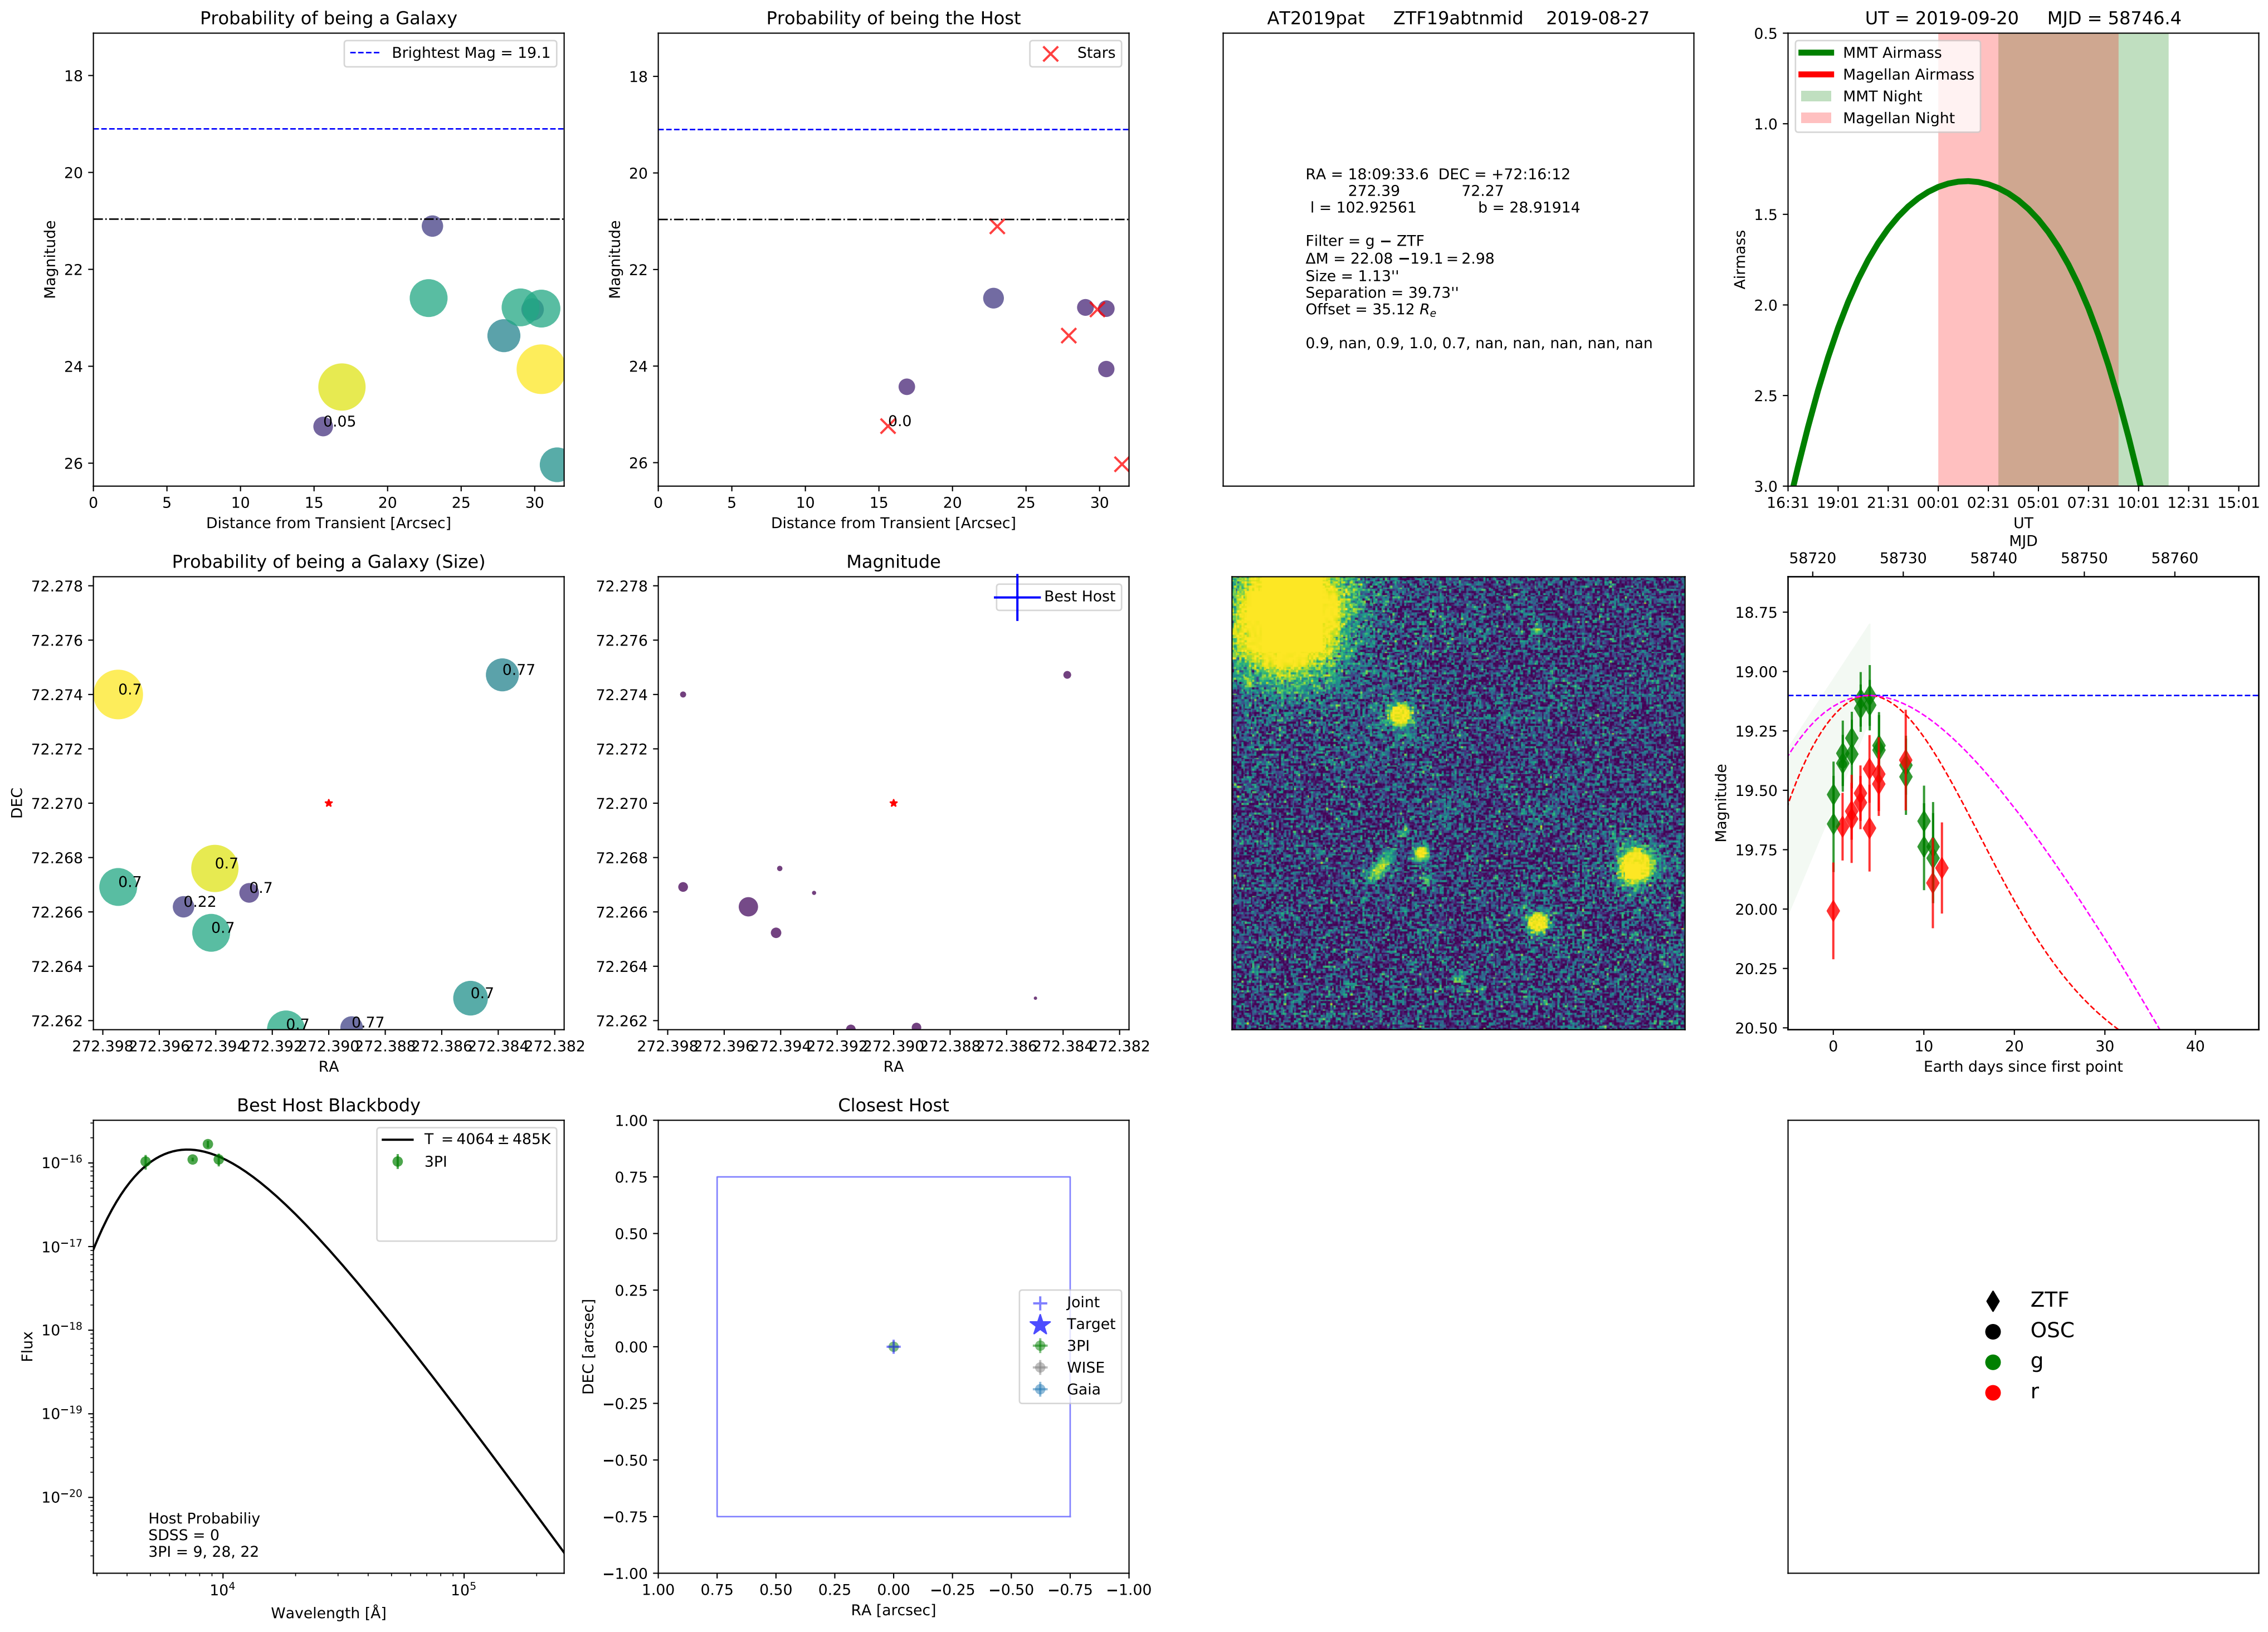 Probability of being a Galaxy
Brightest Mag = 19.1
18
20
22
24
26
Magnitude
0.05
0 5 10 15 20 25 30
Distance from Transient [Arcsec]
Probability of being the Host
Stars
18
20
22
24
26
Magnitude
0.0
0 5 10 15 20 25 30
Distance from Transient [Arcsec]
AT2019pat ZTF19abtnmid 2019-08-27
RA = 18:09:33.6 DEC = +72:16:12
272.39 72.27
l = 102.92561 b = 28.91914
Filter = g − ZTF
ΔM = 22.08 −19.1 = 2.98
Size = 1.13''
Separation = 39.73''
Offset = 35.12 Re
0.9, nan, 0.9, 1.0, 0.7, nan, nan, nan, nan, nan
UT = 2019-09-20 MJD = 58746.4
MMT Airmass
Magellan Airmass
MMT Night
Magellan Night
0.5
1.0
1.5
2.0
2.5
3.0
Airmass
16:31 19:01 21:31 00:01 02:31 05:01 07:31 10:01 12:31 15:01
UT
Probability of being a Galaxy (Size)
72.278
72.276
72.274
72.272
72.270
72.268
72.266
72.264
72.262
DEC
0.77
0.7
0.7
0.7
0.7
0.22
0.7
0.7
0.7
0.77
272.398 272.396 272.394 272.392 272.390 272.388 272.386 272.384 272.382
RA
Magnitude
Best Host
72.278
72.276
72.274
72.272
72.270
72.268
72.266
72.264
72.262
272.398 272.396 272.394 272.392 272.390 272.388 272.386 272.384 272.382
RA
MJD
58720 58730 58740 58750 58760
18.75
19.00
19.25
19.50
19.75
20.00
20.25
20.50
Magnitude
0 10 20 30 40
Earth days since first point
Best Host Blackbody
T = 4064 ± 485K
3PI
10−16
10−17
10−18
10−19
10−20
Flux
Host Probabiliy
SDSS = 0
3PI = 9, 28, 22
10⁴ 10⁵
Wavelength [Å]
Closest Host
1.00
0.75
0.50
0.25
0.00
−0.25
−0.50
−0.75
−1.00
DEC [arcsec]
Joint
Target
3PI
WISE
Gaia
1.00 0.75 0.50 0.25 0.00 −0.25 −0.50 −0.75 −1.00
RA [arcsec]
ZTF
OSC
g
r